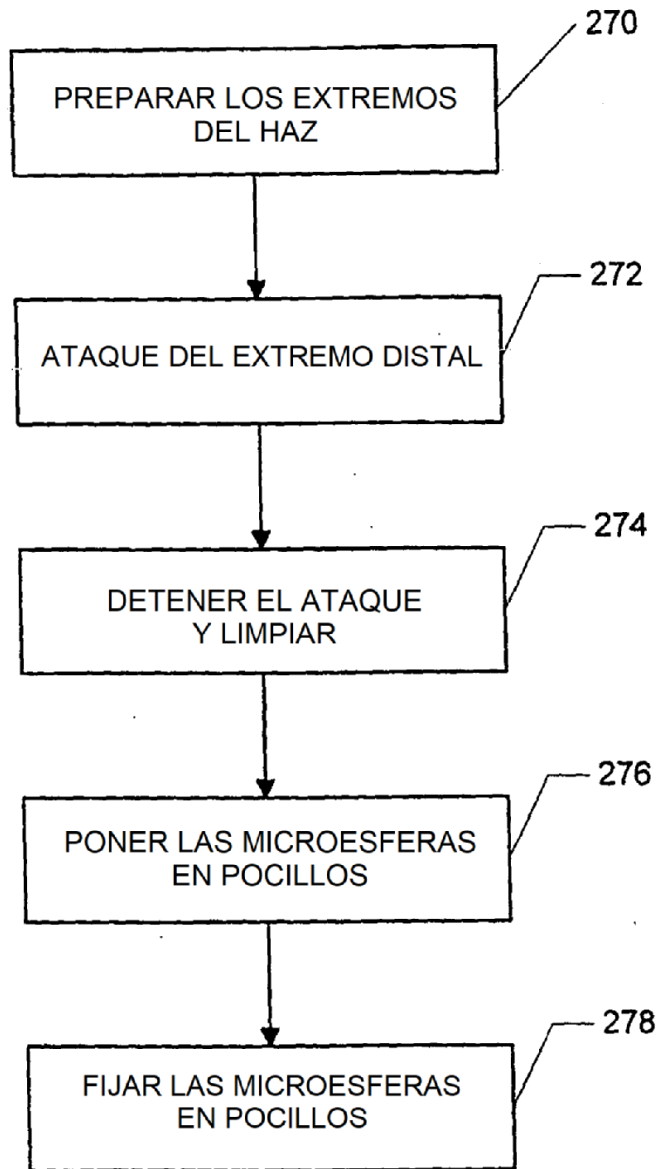 270
PREPARAR LOS EXTREMOS
DEL HAZ
272
ATAQUE DEL EXTREMO DISTAL
274
DETENER EL ATAQUE
Y LIMPIAR
276
PONER LAS MICROESFERAS
EN POCILLOS
278
FIJAR LAS MICROESFERAS
EN POCILLOS